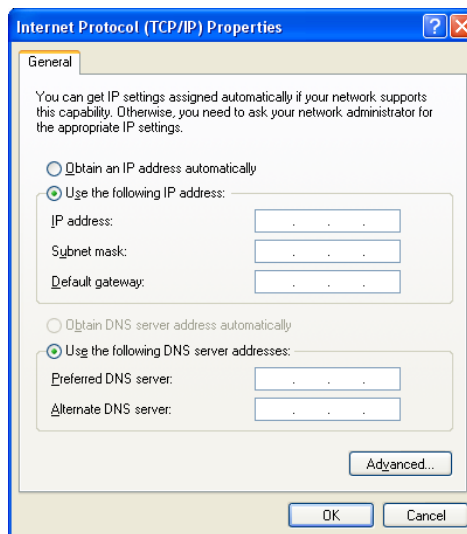 Internet Protocol (TCP/IP) Properties
General
You can get IP settings assigned automatically if your network supports
this capability. Otherwise, you need to ask your network administrator for
the appropriate IP settings.
Obtain an IP address automatically
Use the following IP address:
IP address:
Subnet mask:
Default gateway:
Obtain DNS server address automatically
Use the following DNS server addresses:
Preferred DNS server:
Alternate DNS server:
Advanced...
OK Cancel